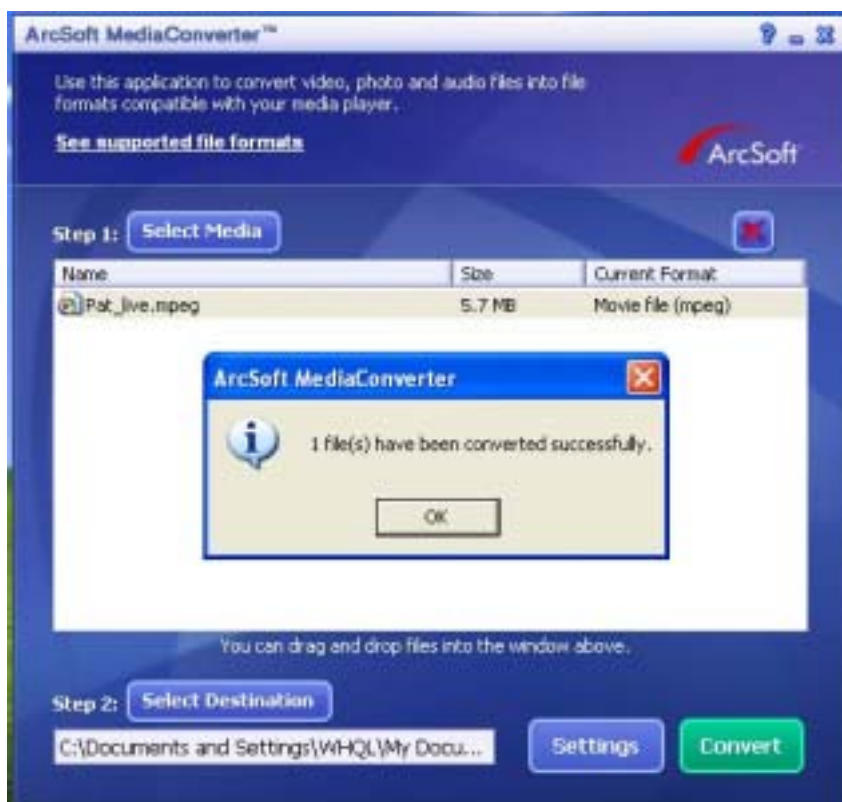 ArcSoft MediaConverter™
Use this application to convert video, photo and audio files into file
formats compatible with your media player.
See supported file formats
ArcSoft
Step 1: Select Media
Name Size Current Format
Pat_live.mpeg 5.7 MB Movie file (mpeg)
ArcSoft MediaConverter
1 file(s) have been converted successfully.
OK
You can drag and drop files into the window above.
Step 2: Select Destination
C:\Documents and Settings\WHQL\My Docu...
Settings
Convert